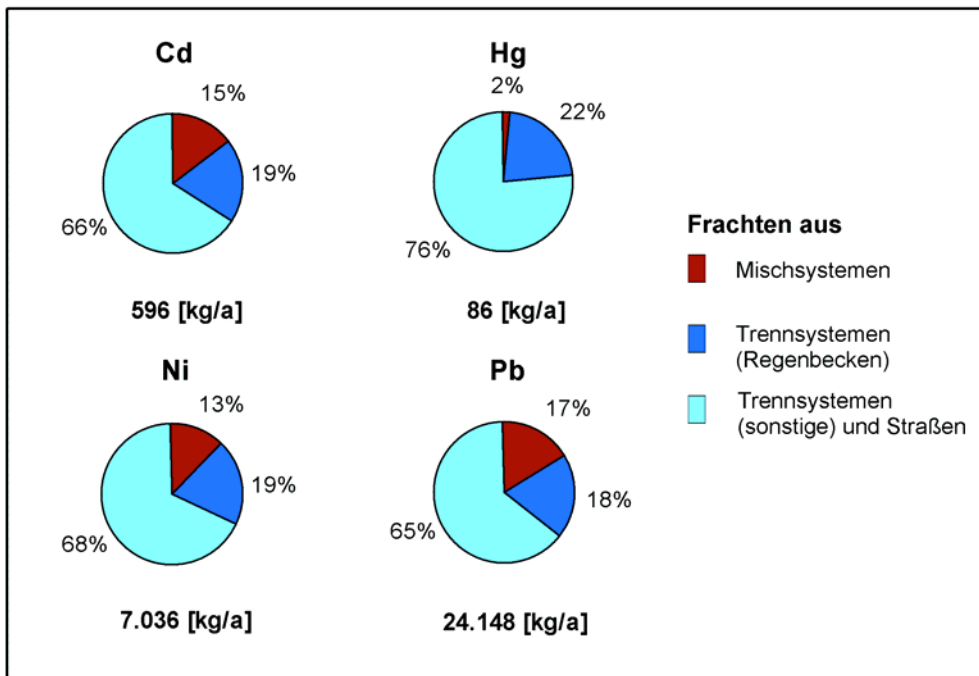 Cd
15%
19%
66%
596 [kg/a]
Hg
2%
22%
76%
86 [kg/a]
Ni
13%
19%
68%
7.036 [kg/a]
Pb
17%
18%
65%
24.148 [kg/a]
Frachten aus
Mischsystemen
Trennsystemen
(Regenbecken)
Trennsystemen
(sonstige) und Straßen